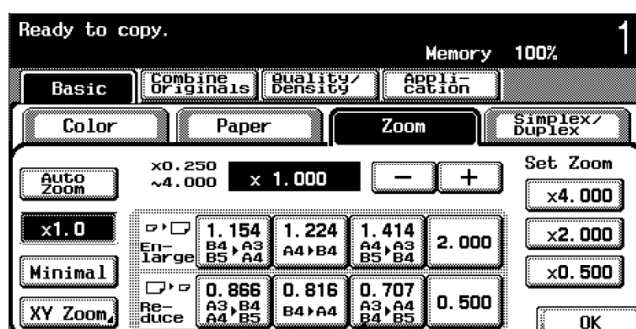 Ready to copy.
Memory 100% 1
Basic
Combine Originals
Quality/ Density
Appli- cation
Color
Paper
Zoom
Simplex/ Duplex
Auto Zoom
x0.250
~4.000
x 1.000
− +
Set Zoom
x4.000
x1.0
En-
large
1.154
B4▸A3
B5▸A4
1.224
A4▸B4
1.414
A4▸A3
B5▸B4
2.000
x2.000
Minimal
Re-
duce
0.866
A3▸B4
A4▸B5
0.816
B4▸A4
0.707
A3▸A4
B4▸B5
0.500
x0.500
XY Zoom
OK